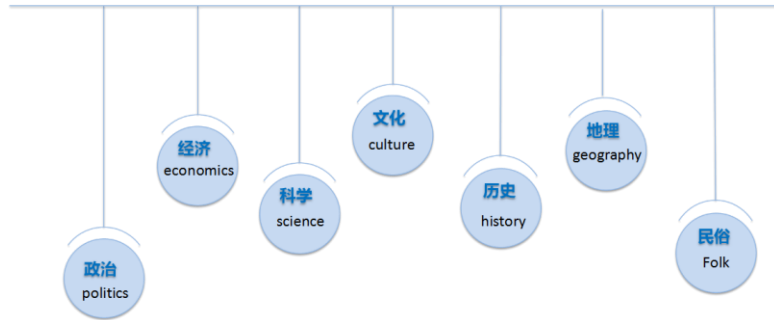 政治
politics
经济
economics
科学
science
文化
culture
历史
history
地理
geography
民俗
Folk